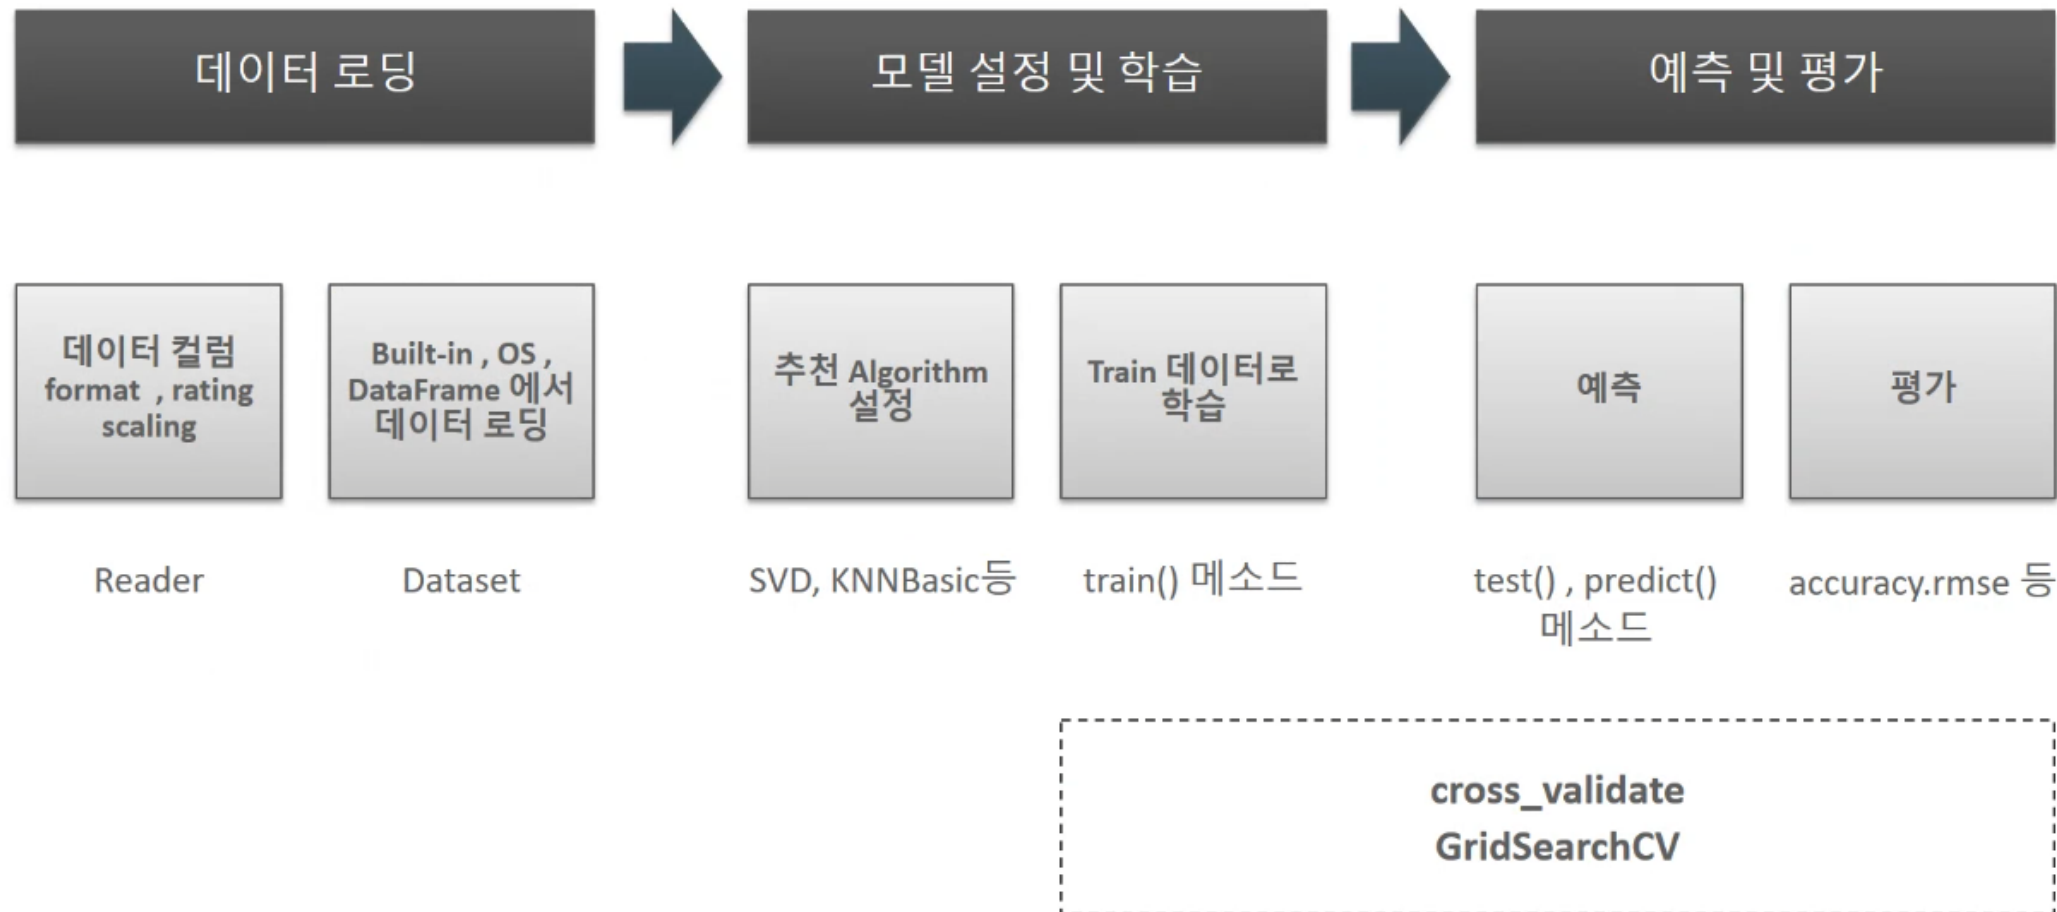 데이터 로딩
모델 설정 및 학습
예측 및 평가
데이터 컬럼
format , rating
scaling
Built-in , OS ,
DataFrame 에서
데이터 로딩
추천 Algorithm
설정
Train 데이터로
학습
예측
평가
Reader
Dataset
SVD, KNNBasic등
train() 메소드
test() , predict()
메소드
accuracy.rmse 등
cross_validate
GridSearchCV